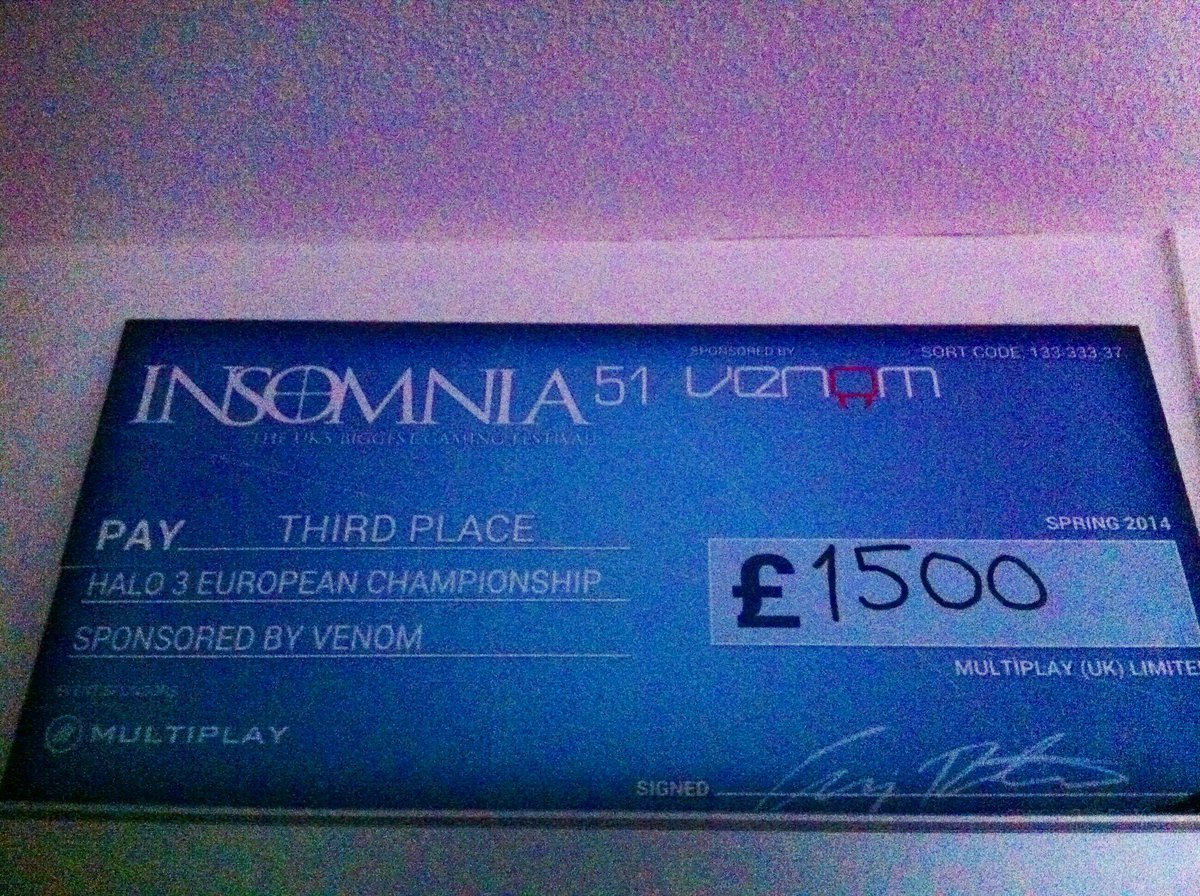 SPONSORED BY
SORT CODE 133-333-37
INSOMNIA 51 venom
THE UK'S BIGGEST GAMING FESTIVAL
SPRING 2014
PAY THIRD PLACE
£1500
HALO 3 EUROPEAN CHAMPIONSHIP
SPONSORED BY VENOM
MULTIPLAY (UK) LIMITE
MULTIPLAY
SIGNED